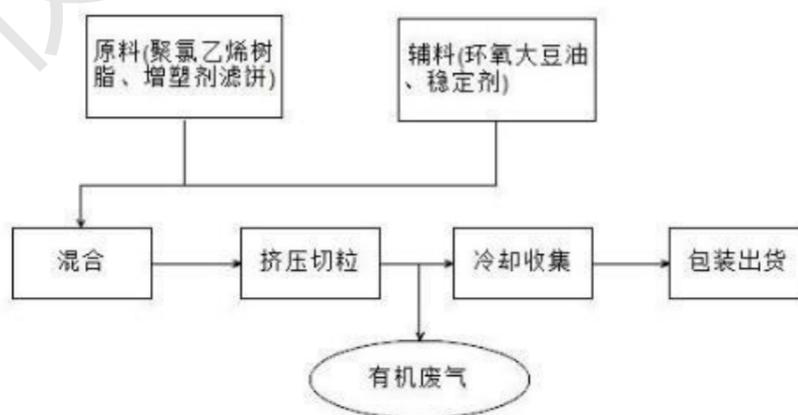 原料(聚氯乙烯树
脂、增塑剂滤饼)
辅料(环氧大豆油
、稳定剂)
混合
挤压切粒
冷却收集
包装出货
有机废气